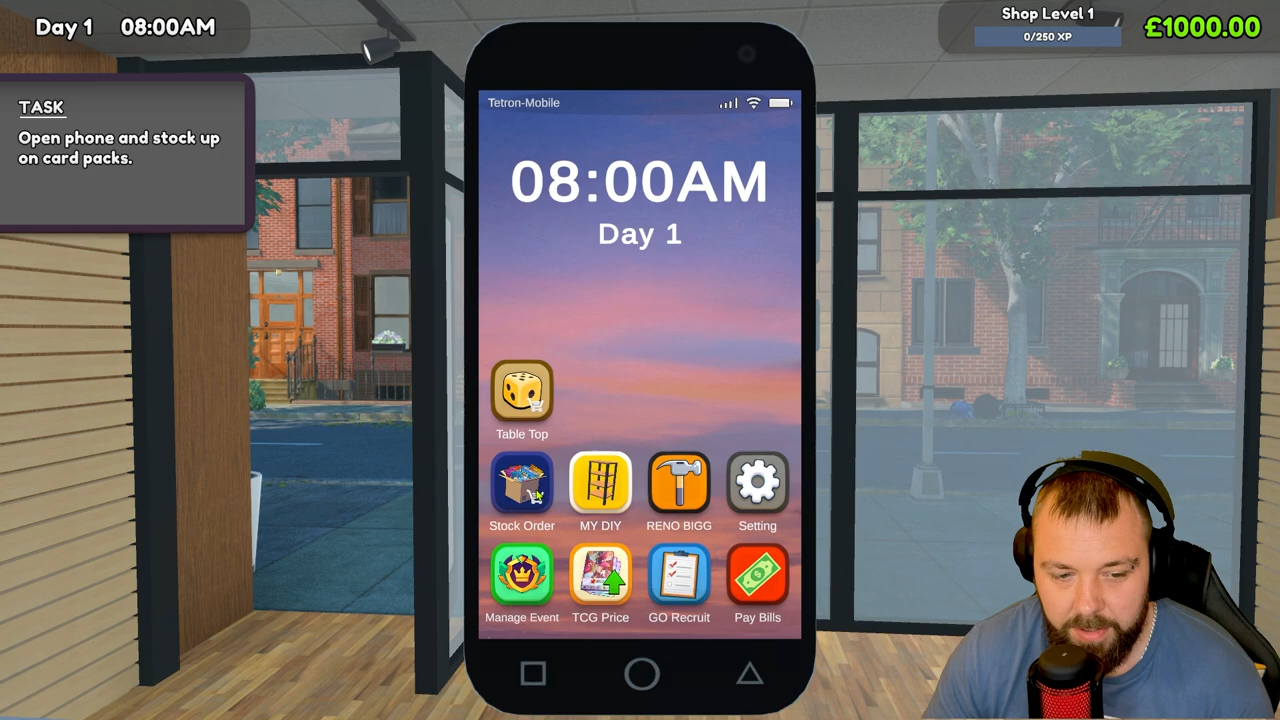 Day 1 08:00AM
Shop Level 1
0/250 XP
£1000.00
TASK
Open phone and stock up
on card packs.
Tetron-Mobile
08:00AM
Day 1
Table Top
Stock Order MY DIY RENO BIGG Setting
Manage Event TCG Price GO Recruit Pay Bills